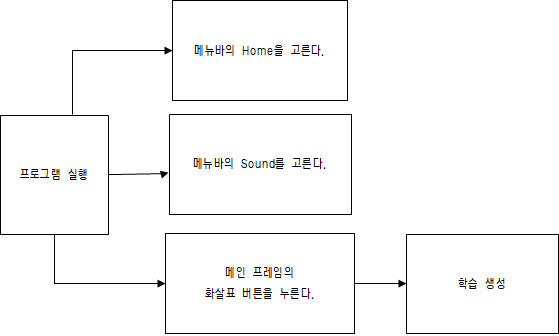 메뉴바의 Home을 고른다.
프로그램 실행
메뉴바의 Sound를 고른다.
메인 프레임의
화살표 버튼을 누른다.
학습 생성